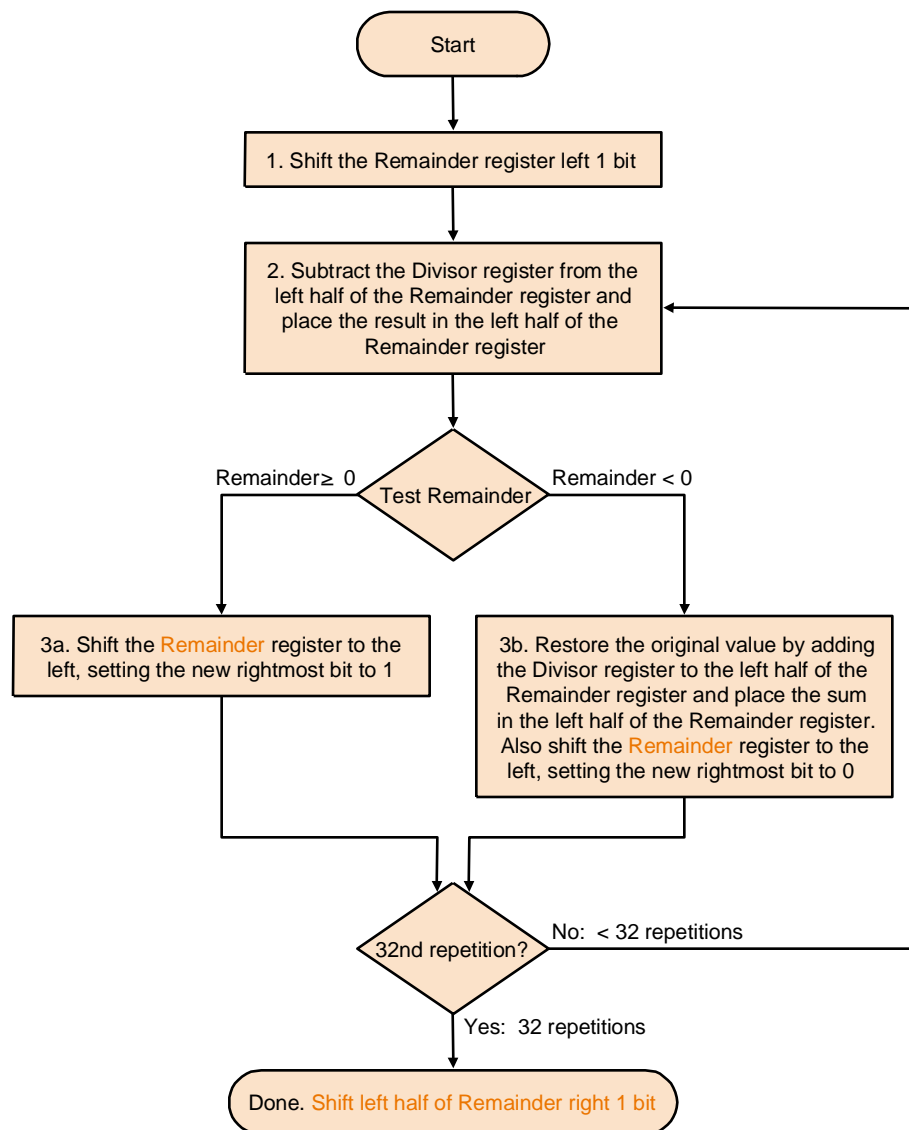 Start
1. Shift the Remainder register left 1 bit
2. Subtract the Divisor register from the
left half of the Remainder register and
place the result in the left half of the
Remainder register
Remainder≥ 0
Remainder < 0
Test Remainder
3a. Shift the Remainder register to the
left, setting the new rightmost bit to 1
3b. Restore the original value by adding
the Divisor register to the left half of the
Remainder register and place the sum
in the left half of the Remainder register.
Also shift the Remainder register to the
left, setting the new rightmost bit to 0
32nd repetition?
No: < 32 repetitions
Yes: 32 repetitions
Done. Shift left half of Remainder right 1 bit